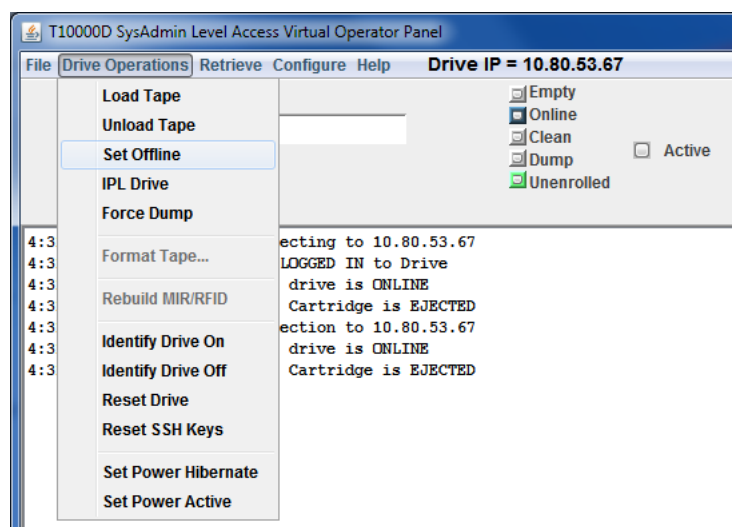 T10000D SysAdmin Level Access Virtual Operator Panel
File Drive Operations Retrieve Configure Help Drive IP = 10.80.53.67
Load Tape
Unload Tape
Set Offline
IPL Drive
Force Dump
Format Tape...
Rebuild MIR/RFID
Identify Drive On
Identify Drive Off
Reset Drive
Reset SSH Keys
Set Power Hibernate
Set Power Active
Empty
Online
Clean
Dump
Unenrolled
Active
4:3 ecting to 10.80.53.67
4:3 LOGGED IN to Drive
4:3 drive is ONLINE
4:3 Cartridge is EJECTED
4:3 ection to 10.80.53.67
4:3 drive is ONLINE
4:3 Cartridge is EJECTED